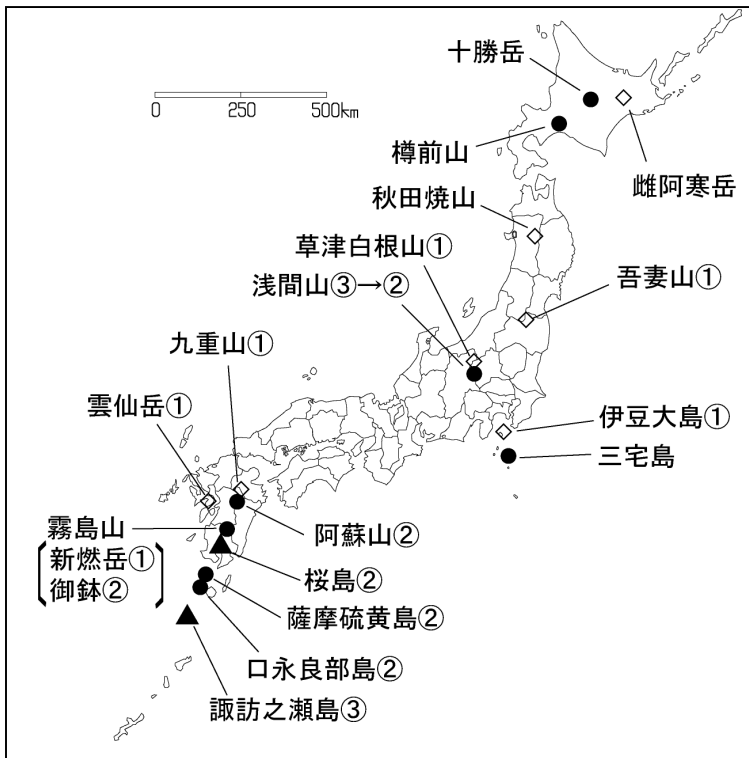 十勝岳
0 250 500km
樽前山
雌阿寒岳
秋田焼山
草津白根山①
吾妻山①
浅間山③→②
九重山①
雲仙岳①
伊豆大島①
三宅島
霧島山
新燃岳①
御鉢②
阿蘇山②
桜島②
薩摩硫黄島②
口永良部島②
諏訪之瀬島③